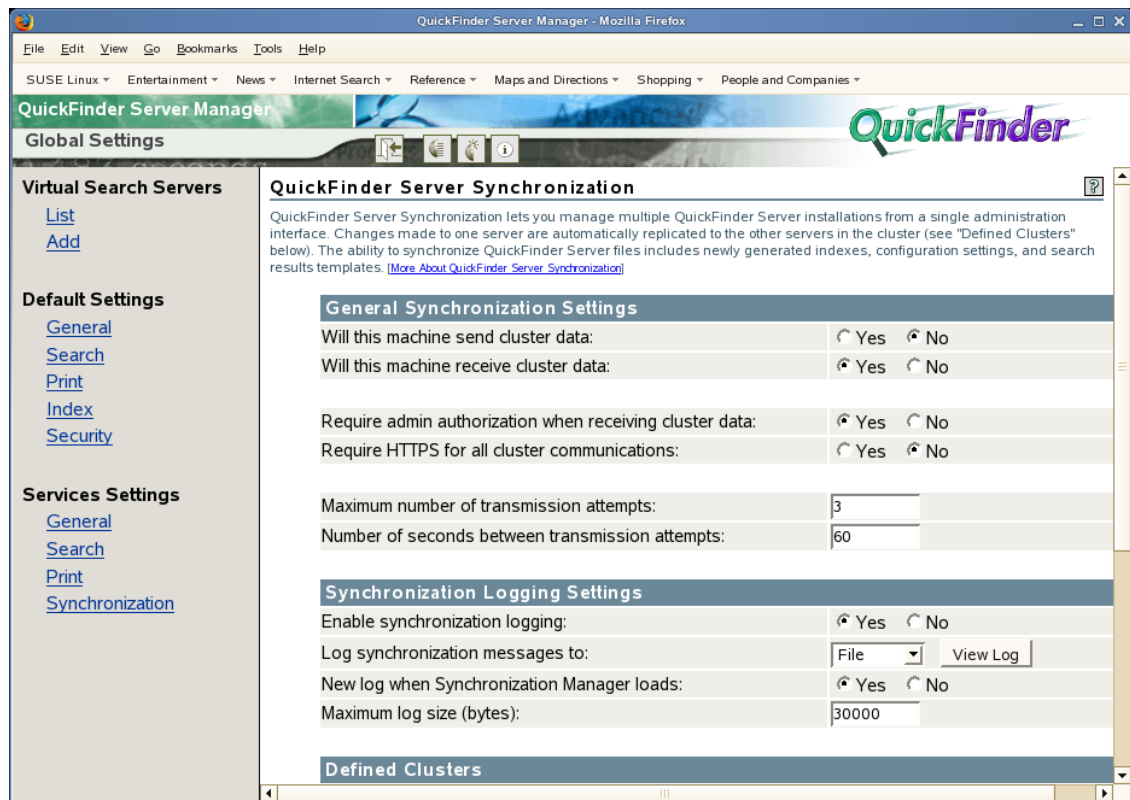 QuickFinder Server Manager - Mozilla Firefox
File Edit View Go Bookmarks Tools Help
SUSE Linux Entertainment News Internet Search Reference Maps and Directions Shopping People and Companies
QuickFinder Server Manager
Global Settings
QuickFinder
Virtual Search Servers
List
Add
Default Settings
General
Search
Print
Index
Security
Services Settings
General
Search
Print
Synchronization
QuickFinder Server Synchronization
QuickFinder Server Synchronization lets you manage multiple QuickFinder Server installations from a single administration
interface. Changes made to one server are automatically replicated to the other servers in the cluster (see "Defined Clusters"
below). The ability to synchronize QuickFinder Server files includes newly generated indexes, configuration settings, and search
results templates. [More About QuickFinder Server Synchronization]
General Synchronization Settings
Will this machine send cluster data: Yes No
Will this machine receive cluster data: Yes No
Require admin authorization when receiving cluster data: Yes No
Require HTTPS for all cluster communications: Yes No
Maximum number of transmission attempts: 3
Number of seconds between transmission attempts: 60
Synchronization Logging Settings
Enable synchronization logging: Yes No
Log synchronization messages to: File View Log
New log when Synchronization Manager loads: Yes No
Maximum log size (bytes): 30000
Defined Clusters